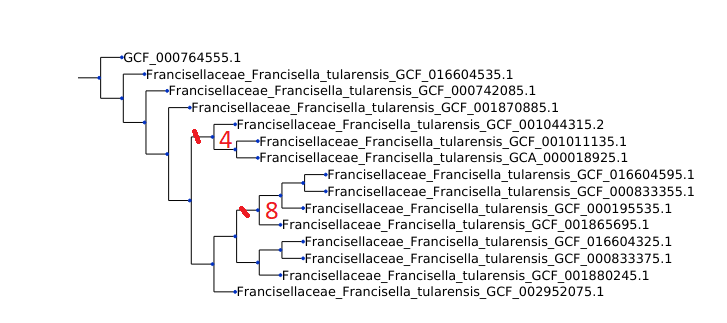 GCF_000764555.1
Francisellaceae_Francisella_tularensis_GCF_016604535.1
Francisellaceae_Francisella_tularensis_GCF_000742085.1
Francisellaceae_Francisella_tularensis_GCF_001870885.1
Francisellaceae_Francisella_tularensis_GCF_001044315.2
4
Francisellaceae_Francisella_tularensis_GCF_001011135.1
Francisellaceae_Francisella_tularensis_GCA_000018925.1
Francisellaceae_Francisella_tularensis_GCF_016604595.1
Francisellaceae_Francisella_tularensis_GCF_000833355.1
8
Francisellaceae_Francisella_tularensis_GCF_000195535.1
Francisellaceae_Francisella_tularensis_GCF_001865695.1
Francisellaceae_Francisella_tularensis_GCF_016604325.1
Francisellaceae_Francisella_tularensis_GCF_000833375.1
Francisellaceae_Francisella_tularensis_GCF_001880245.1
Francisellaceae_Francisella_tularensis_GCF_002952075.1